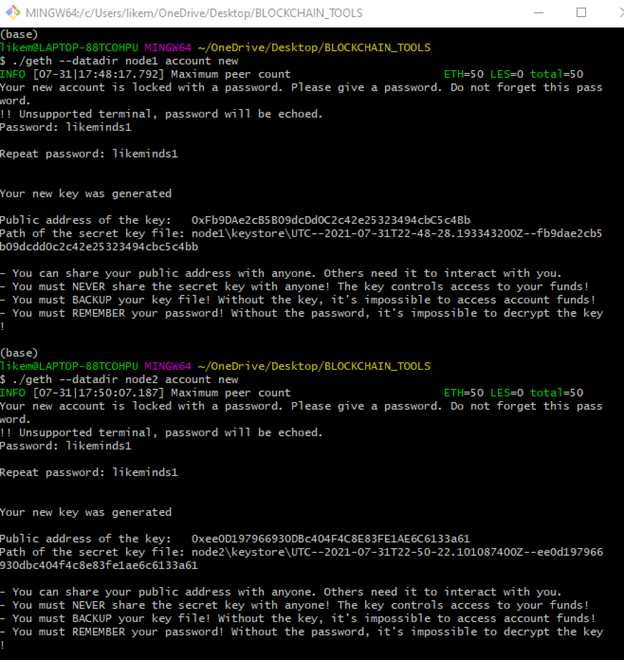 MINGW64:/c/Users/likem/OneDrive/Desktop/BLOCKCHAIN_TOOLS
(base)
likem@LAPTOP-88TCOHPU MINGW64 ~/OneDrive/Desktop/BLOCKCHAIN_TOOLS
$ ./geth --datadir node1 account new
INFO [07-31|17:48:17.792] Maximum peer count ETH=50 LES=0 total=50
Your new account is locked with a password. Please give a password. Do not forget this pass
word.
!! Unsupported terminal, password will be echoed.
Password: likeminds1
Repeat password: likeminds1
Your new key was generated
Public address of the key: 0xFb9DAe2cB5B09dcDd0C2c42e25323494cbC5c4Bb
Path of the secret key file: node1\keystore\UTC--2021-07-31T22-48-28.193343200Z--fb9dae2cb5
b09dcdd0c2c42e25323494cbc5c4bb
- You can share your public address with anyone. Others need it to interact with you.
- You must NEVER share the secret key with anyone! The key controls access to your funds!
- You must BACKUP your key file! Without the key, it's impossible to access account funds!
- You must REMEMBER your password! Without the password, it's impossible to decrypt the key
!
(base)
likem@LAPTOP-88TCOHPU MINGW64 ~/OneDrive/Desktop/BLOCKCHAIN_TOOLS
$ ./geth --datadir node2 account new
INFO [07-31|17:50:07.187] Maximum peer count ETH=50 LES=0 total=50
Your new account is locked with a password. Please give a password. Do not forget this pass
word.
!! Unsupported terminal, password will be echoed.
Password: likeminds1
Repeat password: likeminds1
Your new key was generated
Public address of the key: 0xee0D197966930DBc404F4C8E83FE1AE6C6133a61
Path of the secret key file: node2\keystore\UTC--2021-07-31T22-50-22.101087400Z--ee0d197966
930dbc404f4c8e83fe1ae6c6133a61
- You can share your public address with anyone. Others need it to interact with you.
- You must NEVER share the secret key with anyone! The key controls access to your funds!
- You must BACKUP your key file! Without the key, it's impossible to access account funds!
- You must REMEMBER your password! Without the password, it's impossible to decrypt the key
!